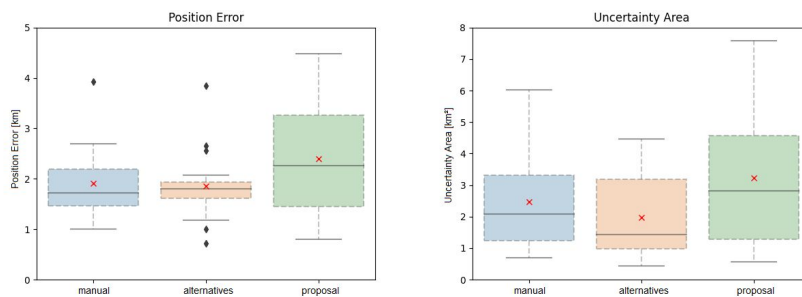 Position Error
5
4
3
2
1
0
Position Error [km]
manual alternatives proposal
Uncertainty Area
8
7
6
5
4
3
2
1
0
Uncertainty Area [km²]
manual alternatives proposal